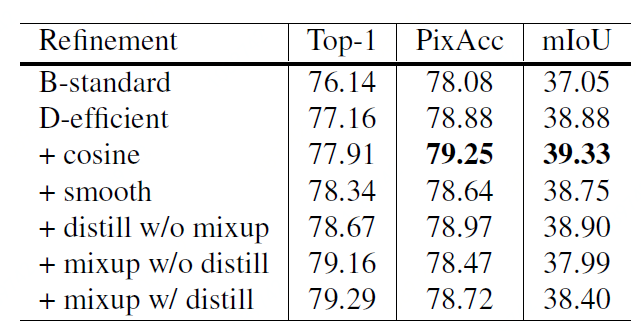 Refinement Top-1 PixAcc mIoU
B-standard 76.14 78.08 37.05
D-efficient 77.16 78.88 38.88
+ cosine 77.91 79.25 39.33
+ smooth 78.34 78.64 38.75
+ distill w/o mixup 78.67 78.97 38.90
+ mixup w/o distill 79.16 78.47 37.99
+ mixup w/ distill 79.29 78.72 38.40